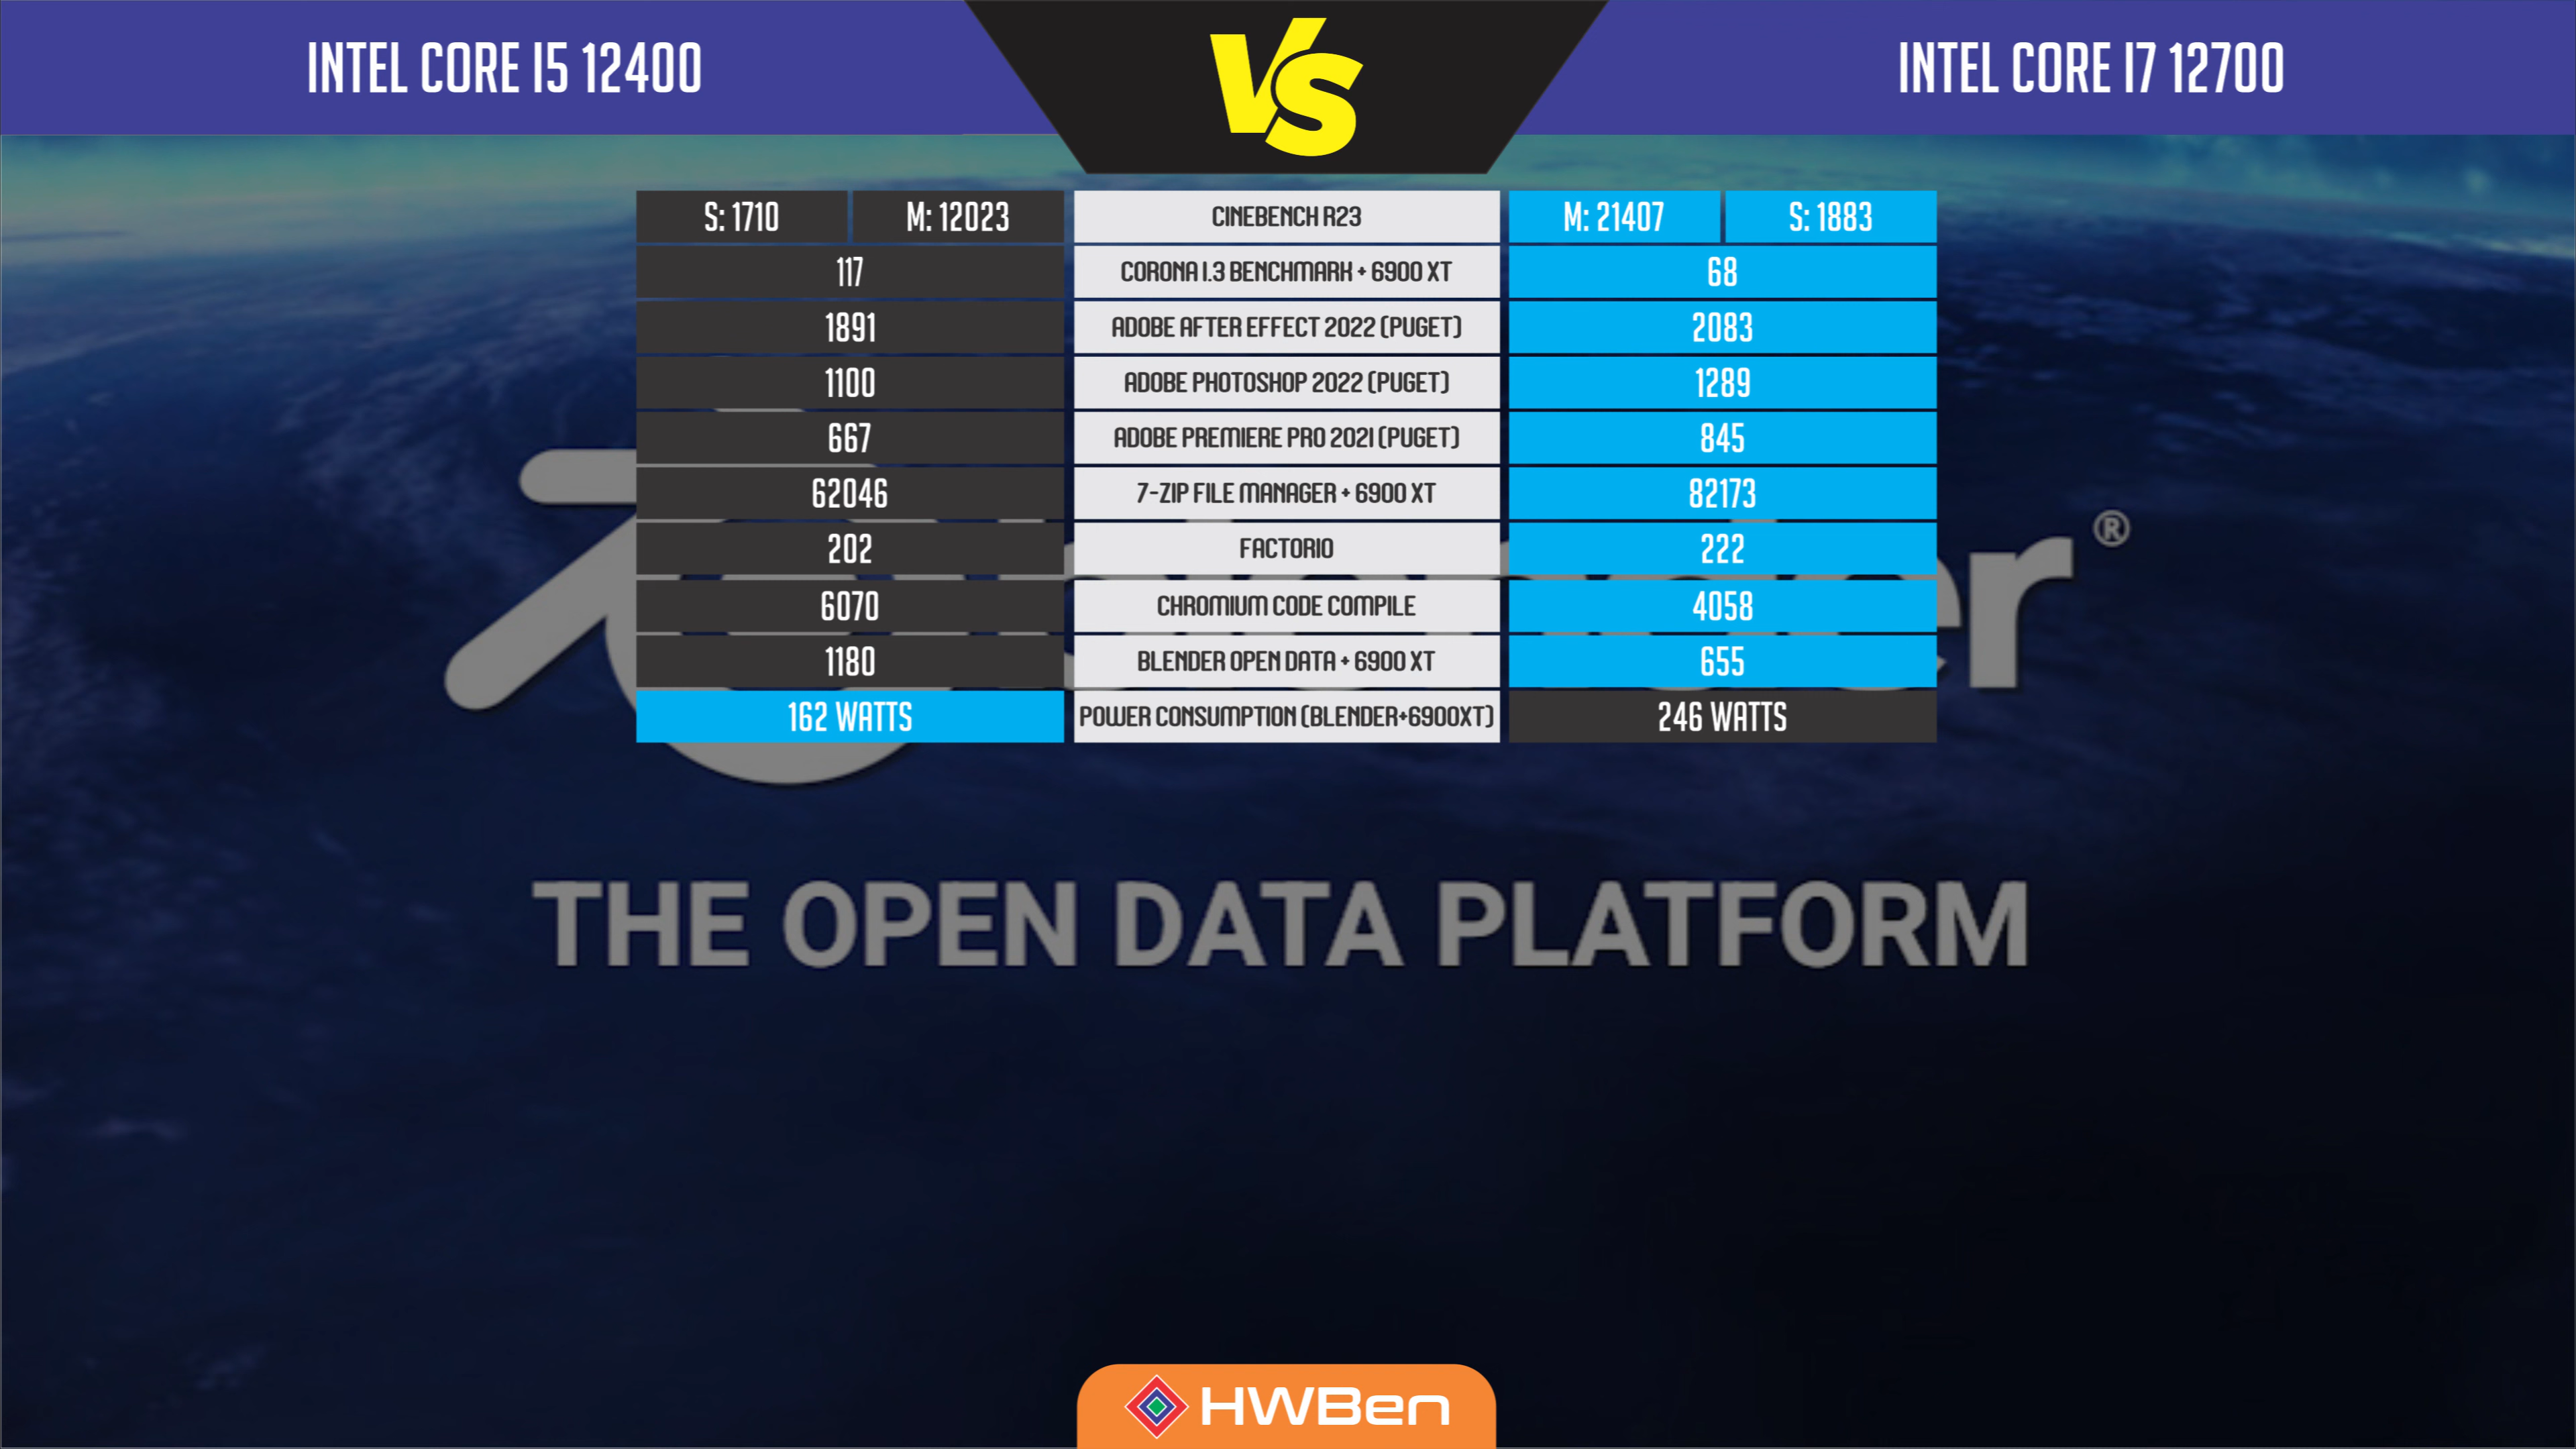 INTEL CORE I5 12400
VS
INTEL CORE I7 12700
S: 1710 M: 12023 CINEBENCH R23 M: 21407 S: 1883
117 CORONA 1.3 BENCHMARK + 6900 XT 68
1891 ADOBE AFTER EFFECT 2022 (PUGET) 2083
1100 ADOBE PHOTOSHOP 2022 (PUGET) 1289
667 ADOBE PREMIERE PRO 2021 (PUGET) 845
62046 7-ZIP FILE MANAGER + 6900 XT 82173
202 FACTORIO 222
6070 CHROMIUM CODE COMPILE 4058
1180 BLENDER OPEN DATA + 6900 XT 655
162 WATTS POWER CONSUMPTION (BLENDER+6900XT) 246 WATTS
®
THE OPEN DATA PLATFORM
HWBen